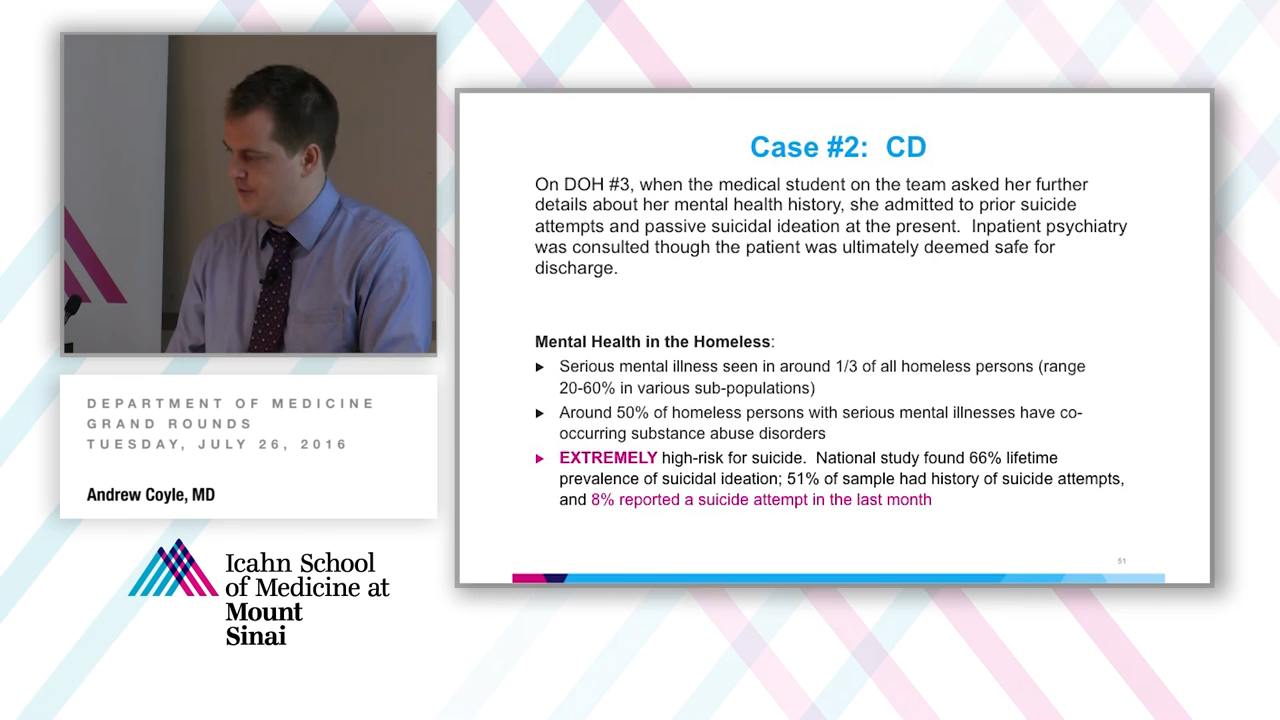 DEPARTMENT OF MEDICINE
GRAND ROUNDS
TUESDAY, JULY 26, 2016
Andrew Coyle, MD
Icahn School
of Medicine at
Mount
Sinai
Case #2: CD
On DOH #3, when the medical student on the team asked her further
details about her mental health history, she admitted to prior suicide
attempts and passive suicidal ideation at the present. Inpatient psychiatry
was consulted though the patient was ultimately deemed safe for
discharge.
Mental Health in the Homeless:
Serious mental illness seen in around 1/3 of all homeless persons (range
20-60% in various sub-populations)
Around 50% of homeless persons with serious mental illnesses have co-
occurring substance abuse disorders
EXTREMELY high-risk for suicide. National study found 66% lifetime
prevalence of suicidal ideation; 51% of sample had history of suicide attempts,
and 8% reported a suicide attempt in the last month
51